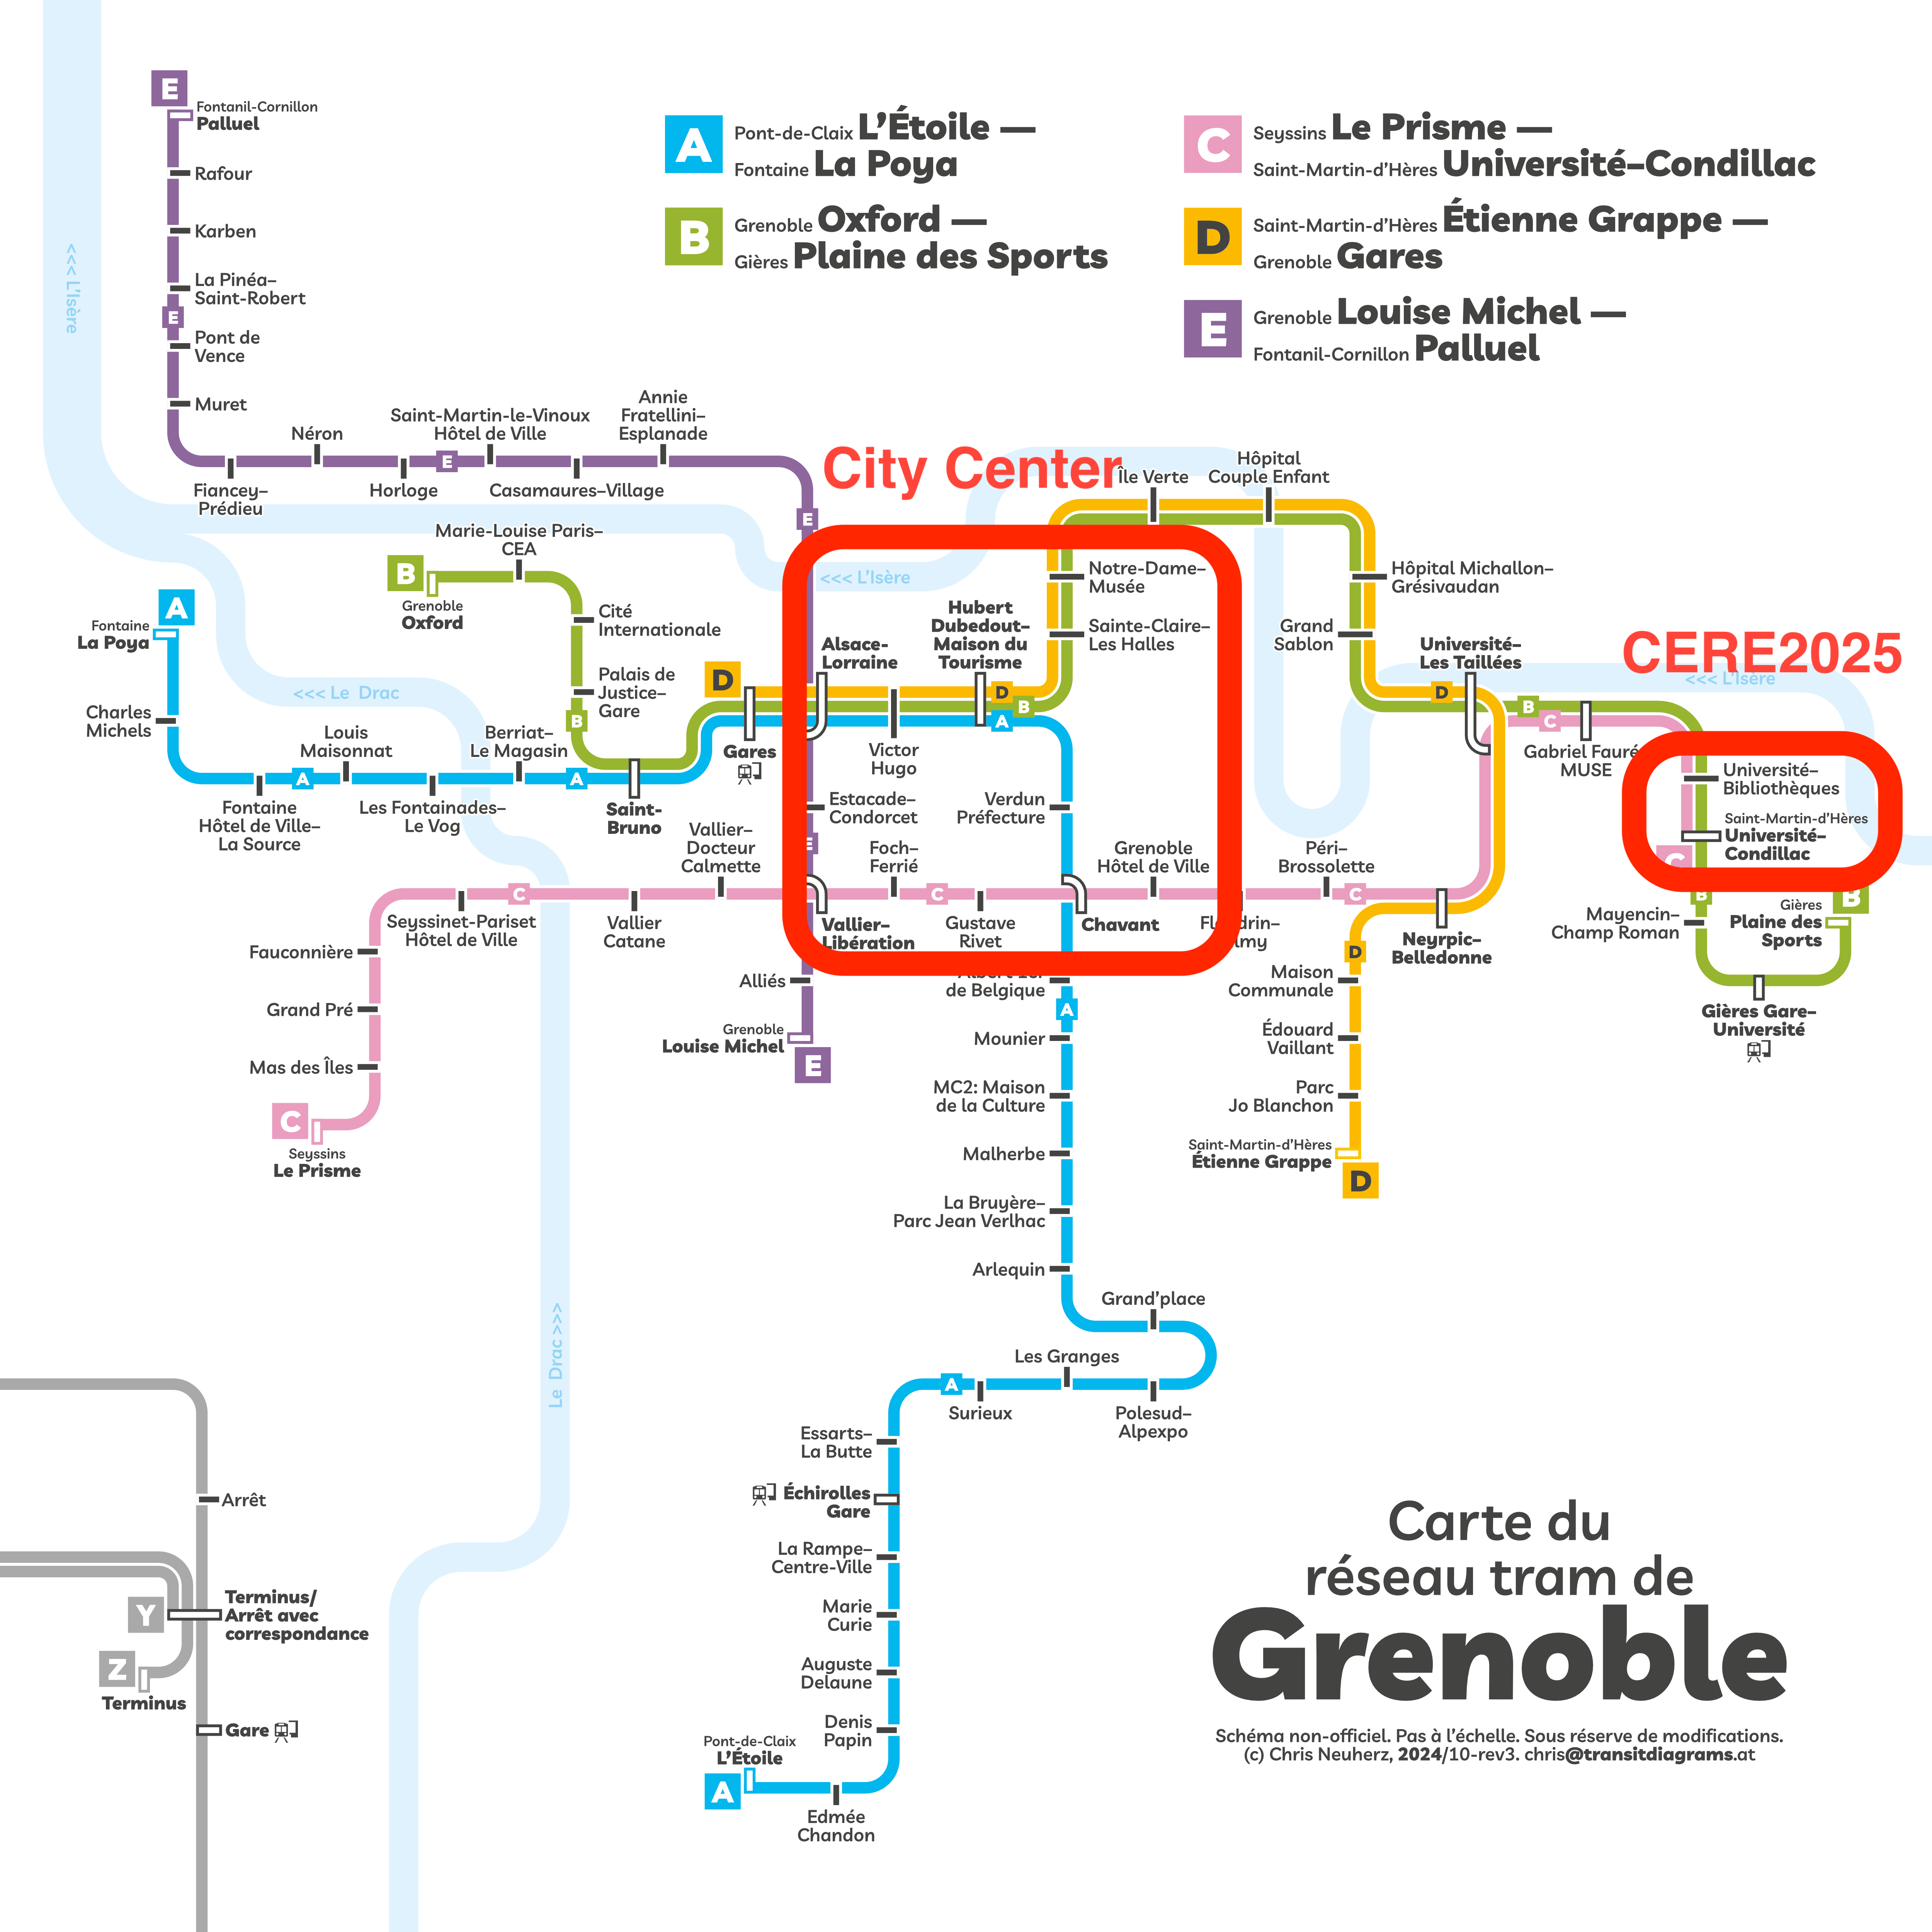 E
Fontanil-Cornillon
Palluel
Rafour
Karben
La Pinéa–
Saint-Robert
E
Pont de
Vence
Muret
<<< L'Isère
A
Pont-de-Claix L'Étoile —
Fontaine La Poya
B
Grenoble Oxford —
Gières Plaine des Sports
C
Seyssins Le Prisme —
Saint-Martin-d'Hères Université–Condillac
D
Saint-Martin-d'Hères Étienne Grappe —
Grenoble Gares
E
Grenoble Louise Michel —
Fontanil-Cornillon Palluel
Fiancey–
Prédieu
Néron
Horloge
E
Saint-Martin-le-Vinoux
Hôtel de Ville
Casamaures–Village
Annie
Fratellini–
Esplanade
E
City Center
Île Verte
Hôpital
Couple Enfant
B
Grenoble
Oxford
Marie-Louise Paris–
CEA
Cité
Internationale
Palais de
Justice–
Gare
B
A
Fontaine
La Poya
Charles
Michels
<<< Le Drac
Fontaine
Hôtel de Ville–
La Source
A
Louis
Maisonnat
Les Fontainades–
Le Vog
Berriat–
Le Magasin
A
Saint-
Bruno
D
Gares
<<< L'Isère
Alsace-
Lorraine
Victor
Hugo
Hubert
Dubedout–
Maison du
Tourisme
D
B
A
Notre-Dame–
Musée
Sainte-Claire–
Les Halles
Hôpital Michallon–
Grésivaudan
Grand
Sablon
Université–
Les Taillées
D
CERE2025
<<< L'Isère
B
C
Gabriel Fauré
MUSE
Université–
Bibliothèques
Saint-Martin-d'Hères
Université–
Condillac
C
B
B
Mayencin–
Champ Roman
Gières
Plaine des
Sports
Gières Gare–
Université
Estacade–
Condorcet
E
Verdun
Préfecture
Vallier–
Docteur
Calmette
Foch–
Ferrié
Grenoble
Hôtel de Ville
Péri–
Brossolette
Seyssinet-Pariset
Hôtel de Ville
C
Vallier
Catane
Vallier–
Libération
C
Gustave
Rivet
Chavant
C
Neyrpic–
Belledonne
Fauconnière
Grand Pré
Mas des Îles
C
Seyssins
Le Prisme
Alliés
Grenoble
Louise Michel
E
Albert 1er
de Belgique
A
Mounier
MC2: Maison
de la Culture
Malherbe
La Bruyère–
Parc Jean Verlhac
Arlequin
Grand'place
Les Granges
A
Surieux
Polesud–
Alpexpo
D
Maison
Communale
Édouard
Vaillant
Parc
Jo Blanchon
Saint-Martin-d'Hères
Étienne Grappe
D
Le Drac >>>
Essarts–
La Butte
Échirolles
Gare
La Rampe–
Centre-Ville
Marie
Curie
Auguste
Delaune
Denis
Papin
Pont-de-Claix
L'Étoile
A
Edmée
Chandon
Arrêt
Y
Terminus/
Arrêt avec
correspondance
Z
Terminus
Gare
Carte du
réseau tram de
Grenoble
Schéma non-officiel. Pas à l'échelle. Sous réserve de modifications.
(c) Chris Neuherz, 2024/10-rev3. chris@transitdiagrams.at